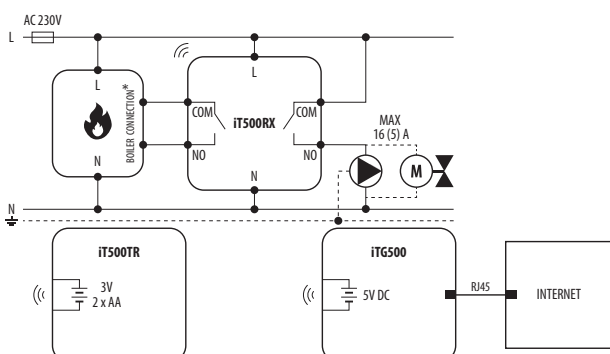 AC 230V
L
L
BOILER CONNECTION*
N
L
COM
iT500RX
COM
NO
NO
N
MAX
16 (5) A
M
N
iT500TR
3V
2 x AA
iTG500
5V DC
RJ45
INTERNET